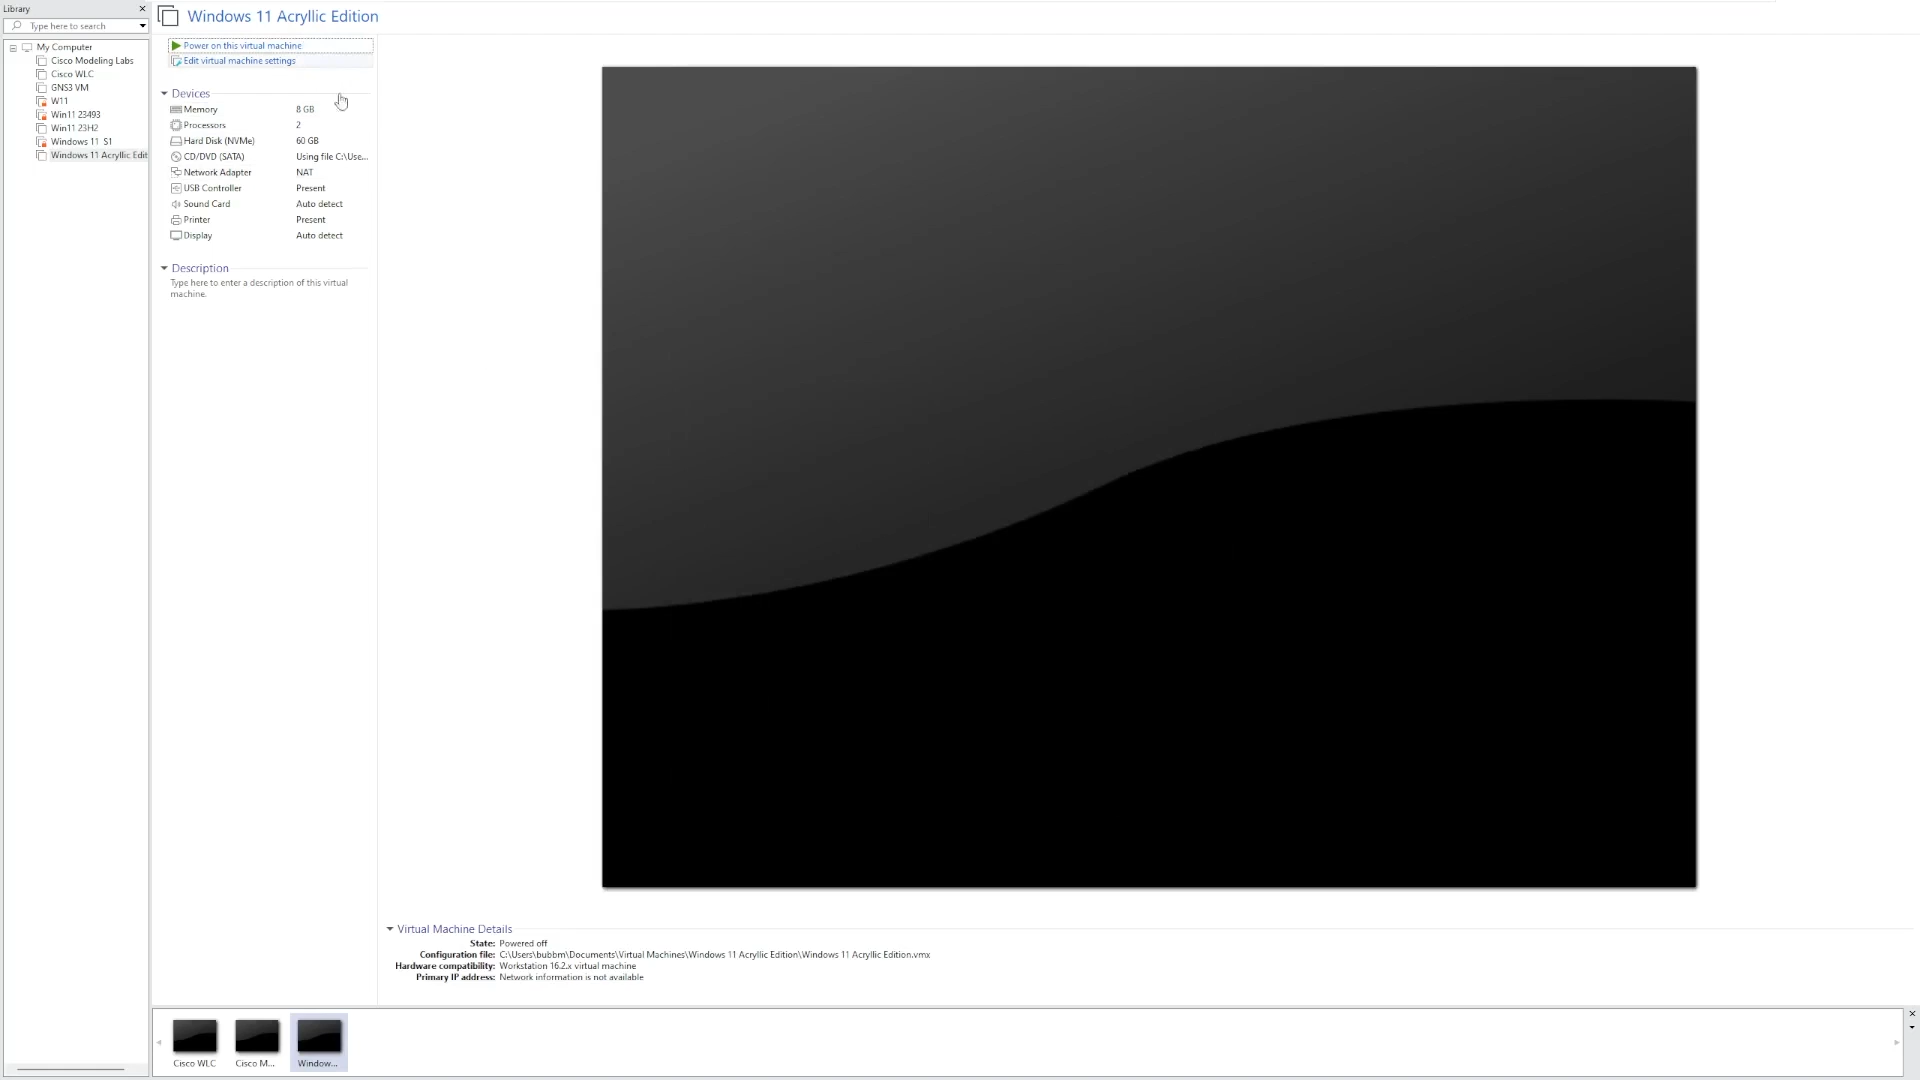 Library
Type here to search
My Computer
Cisco Modeling Labs
Cisco WLC
GNS3 VM
W11
Win11 23493
Win11 23H2
Windows 11 S1
Windows 11 Acryllic Edit
Windows 11 Acryllic Edition
Power on this virtual machine
Edit virtual machine settings
Devices
Memory 8 GB
Processors 2
Hard Disk (NVMe) 60 GB
CD/DVD (SATA) Using file C:\Use...
Network Adapter NAT
USB Controller Present
Sound Card Auto detect
Printer Present
Display Auto detect
Description
Type here to enter a description of this virtual
machine.
Virtual Machine Details
State: Powered off
Configuration file: C:\Users\bubbm\Documents\Virtual Machines\Windows 11 Acryllic Edition\Windows 11 Acryllic Edition.vmx
Hardware compatibility: Workstation 16.2.x virtual machine
Primary IP address: Network information is not available
Cisco WLC Cisco M... Window...